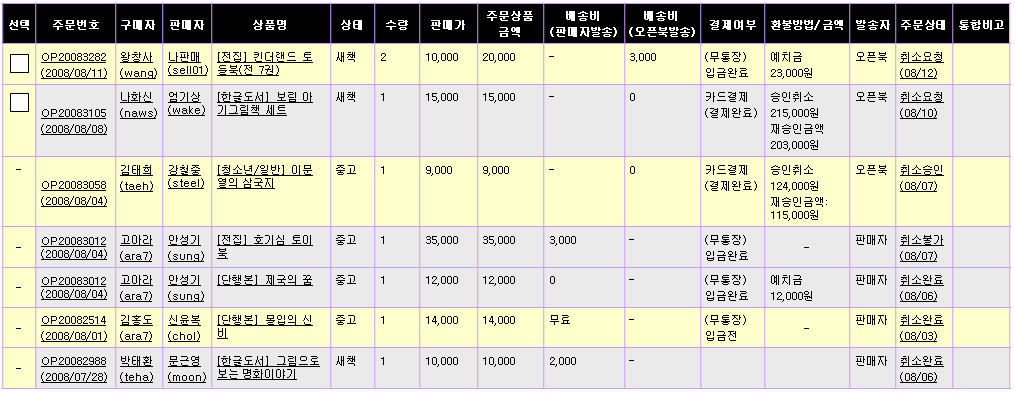 선택 주문번호 구매자 판매자 상품명 상태 수량 판매가 주문상품 금액 배송비 (판매자발송) 배송비 (오픈북발송) 결제여부 환불방법/금액 발송자 주문상태 통합비고
OP20083282 왕창사 나판매 [전집] 킨더랜드 토 새책 2 10,000 20,000 - 3,000 (무통장) 예치금 오픈북 취소요청
(2008/08/11) (wang) (sell01) 등북(전 7권) 입금완료 23,000원 (08/12)
OP20083105 나화신 엄기상 [한글도서] 보림 아 새책 1 15,000 15,000 - 0 카드결제 승인취소 오픈북 취소요청
(2008/08/08) (naws) (wake) 기그림책 세트 (결제완료) 215,000원 (08/10)
재승인금액
203,000원
- OP20083058 김태희 강철중 [청소년/일반] 이문 중고 1 9,000 9,000 - 0 카드결제 승인취소 오픈북 취소승인
(2008/08/04) (taeh) (steel) 열의 삼국지 (결제완료) 124,000원 (08/07)
재승인금액:
115,000원
- OP20083012 고아라 안성기 [전집] 호기심 토이 중고 1 35,000 35,000 3,000 - (무통장) - 판매자 취소불가
(2008/08/04) (ara7) (sung) 북 입금완료 (08/07)
- OP20083012 고아라 안성기 [단행본] 제국의 꿈 중고 1 12,000 12,000 0 - (무통장) 예치금 판매자 취소완료
(2008/08/04) (ara7) (sung) 입금완료 12,000원 (08/06)
- OP20082514 김홍도 신윤복 [단행본] 몰입의 신 중고 1 14,000 14,000 무료 (무통장) - 판매자 취소완료
(2008/08/01) (ara7) (chol) 비 입금전 (08/03)
- OP20082988 박태환 문근영 [한글도서] 그림으로 새책 1 10,000 10,000 2,000 - 판매자 취소완료
(2008/07/28) (teha) (moon) 보는 명화이야기 (08/06)